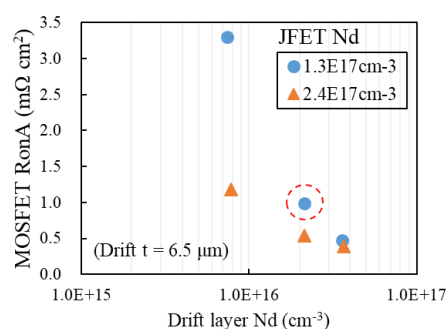 JFET Nd
1.3E17cm-3
2.4E17cm-3
MOSFET RonA (mΩ cm2)
3.5
3.0
2.5
2.0
1.5
1.0
0.5
0.0
(Drift t = 6.5 μm)
1.0E+15
1.0E+16
1.0E+17
Drift layer Nd (cm-3)